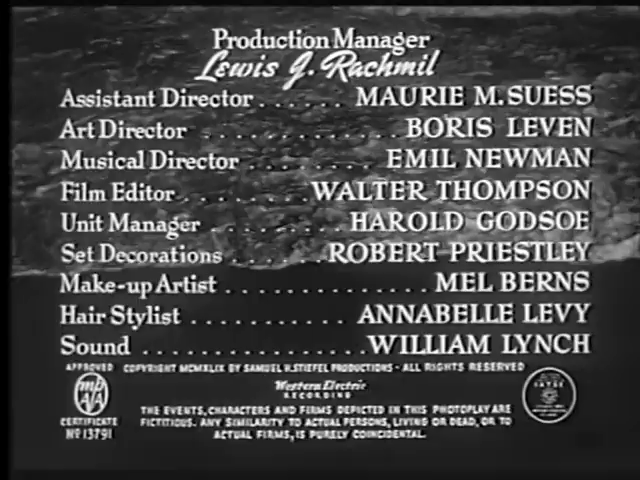 Production Manager
Lewis J. Rachmil
Assistant Director . . . . . . MAURIE M. SUESS
Art Director . . . . . . . . . . . . . BORIS LEVEN
Musical Director . . . . . . . . . EMIL NEWMAN
Film Editor . . . . . . . . WALTER THOMPSON
Unit Manager . . . . . . . . . HAROLD GODSOE
Set Decorations . . . . . . ROBERT PRIESTLEY
Make-up Artist . . . . . . . . . . . . . . MEL BERNS
Hair Stylist . . . . . . . . . . ANNABELLE LEVY
Sound . . . . . . . . . . . . . . . WILLIAM LYNCH
APPROVED COPYRIGHT MCMXLIX BY SAMUEL H. STIEFEL PRODUCTIONS - ALL RIGHTS RESERVED
Western Electric
RECORDING
THE EVENTS, CHARACTERS AND FIRMS DEPICTED IN THIS PHOTOPLAY ARE
FICTITIOUS. ANY SIMILARITY TO ACTUAL PERSONS, LIVING OR DEAD, OR TO
ACTUAL FIRMS, IS PURELY COINCIDENTAL.
CERTIFICATE
No 13791
IATSE